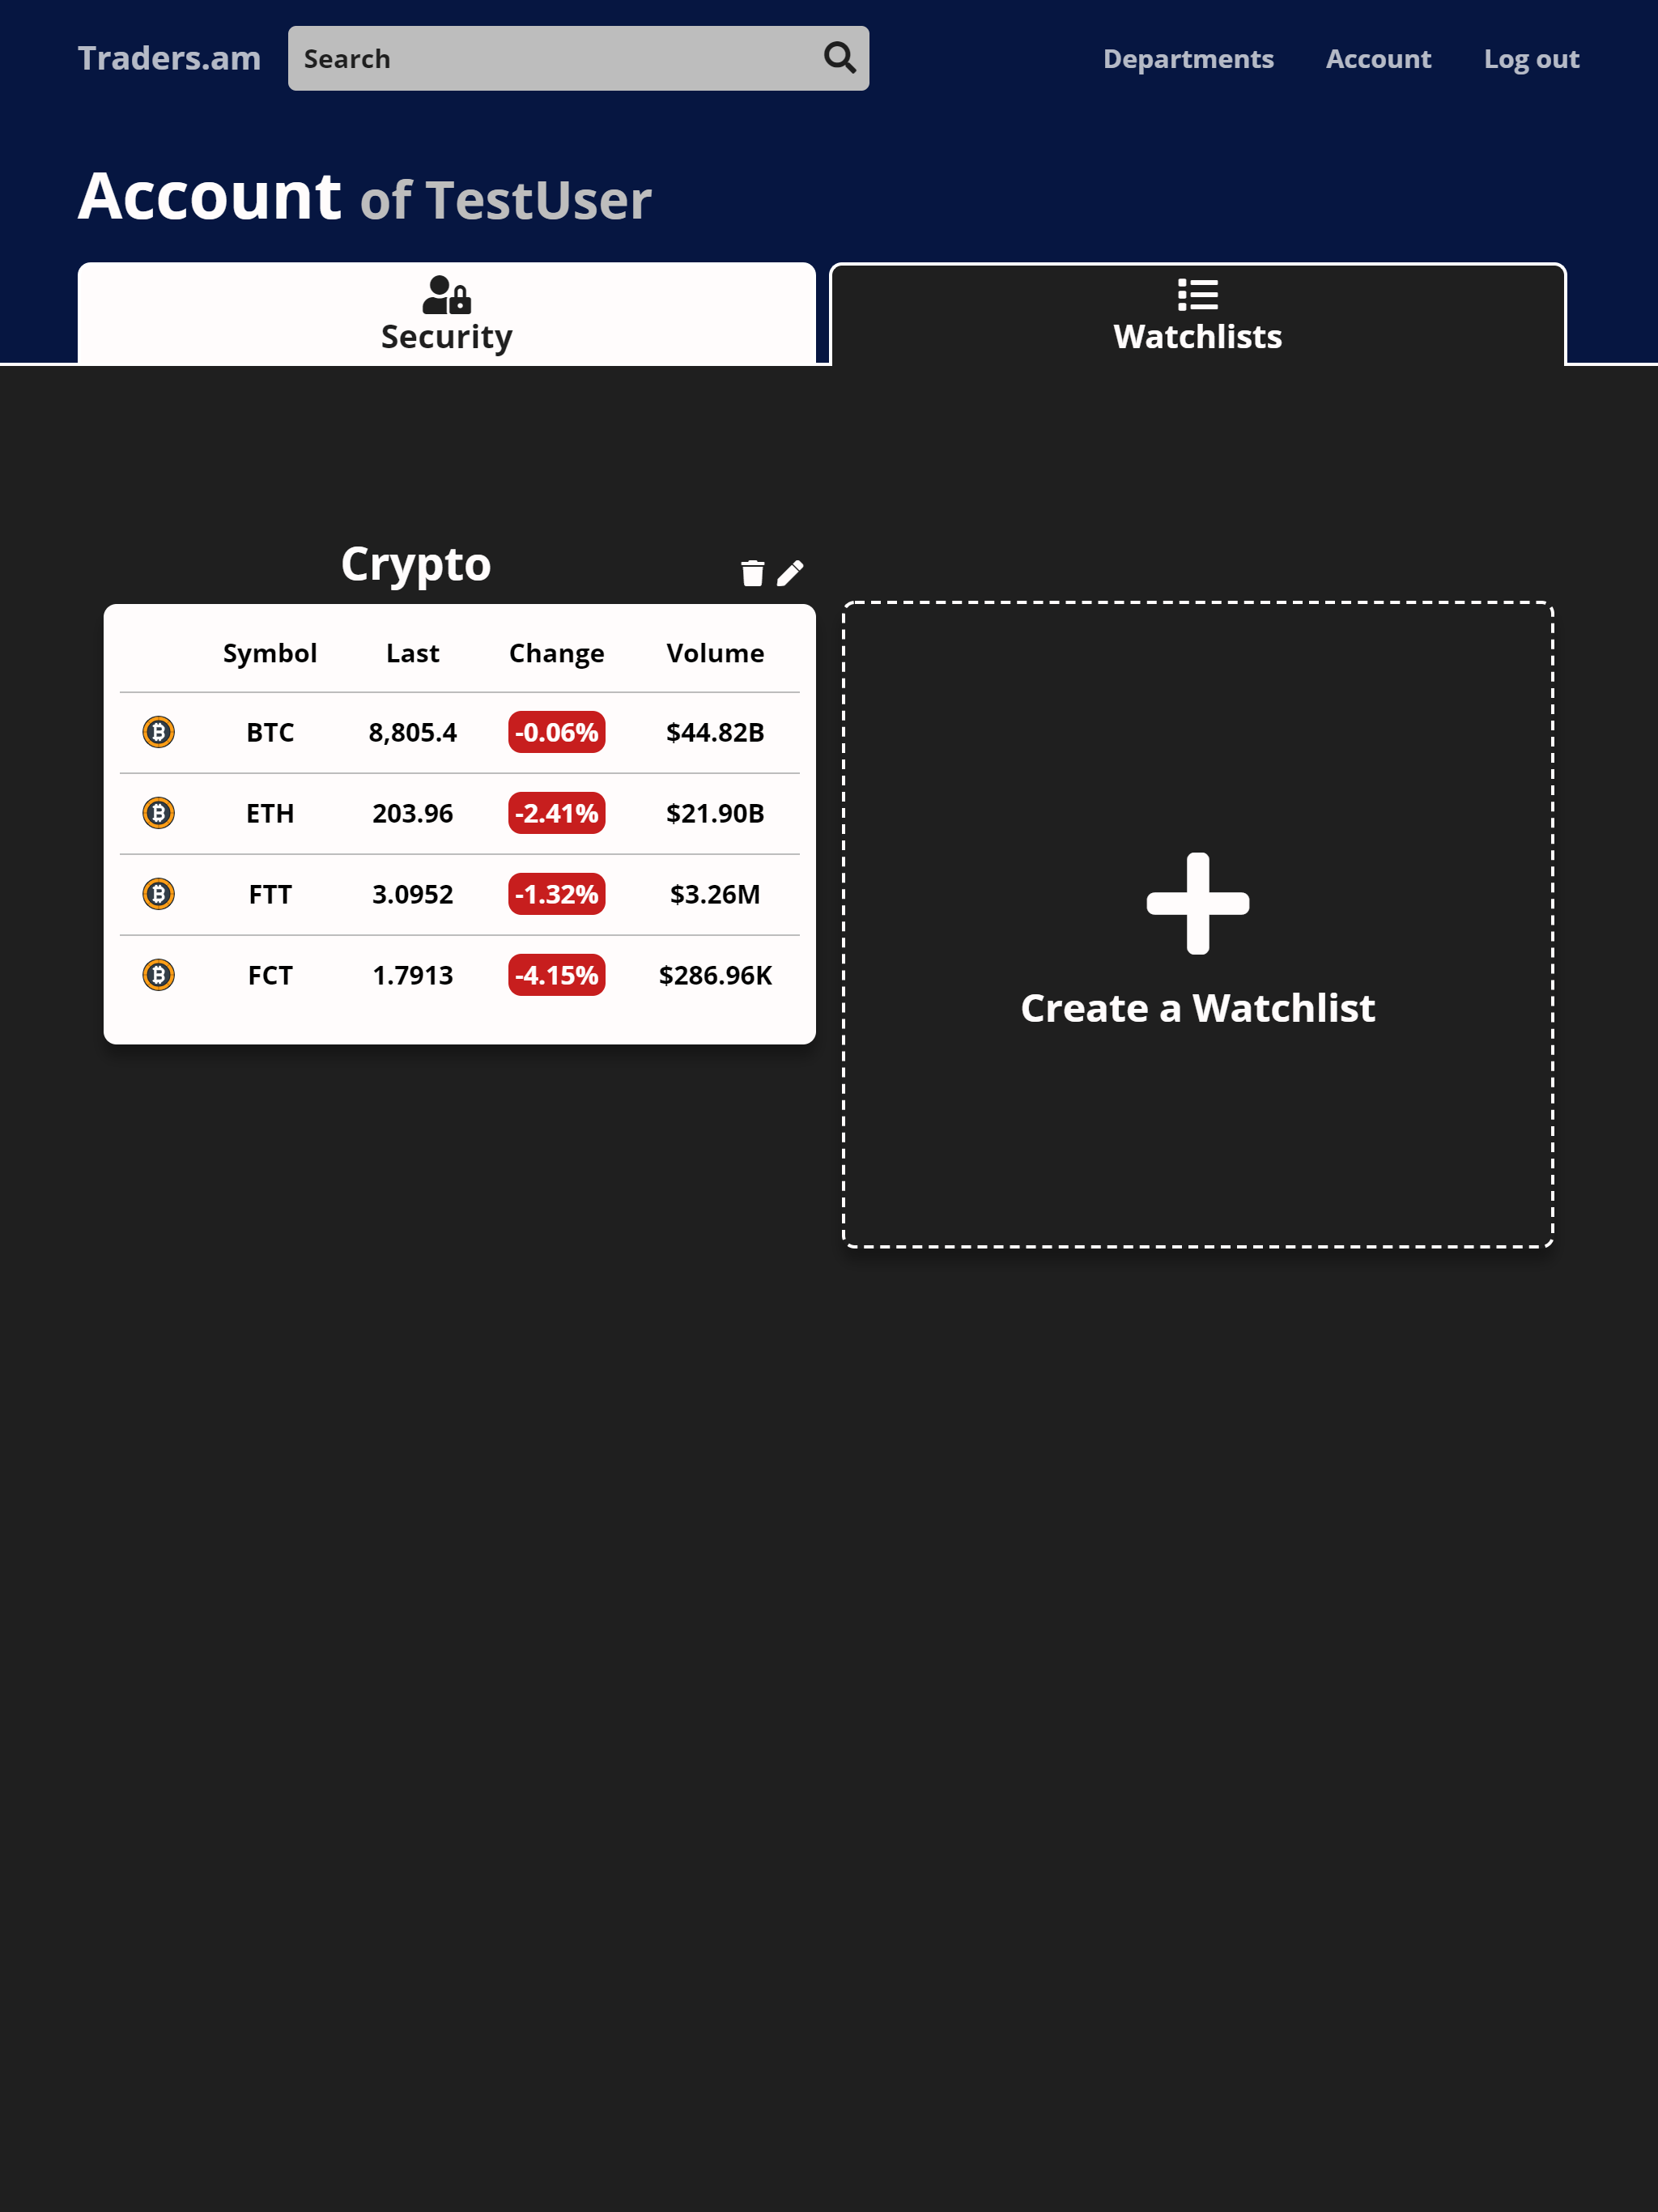 Traders.am Search Departments Account Log out
Account of TestUser
Security Watchlists
Crypto
Symbol Last Change Volume
BTC 8,805.4 -0.06% $44.82B
ETH 203.96 -2.41% $21.90B
FTT 3.0952 -1.32% $3.26M
FCT 1.7913 -4.15% $286.96K
Create a Watchlist